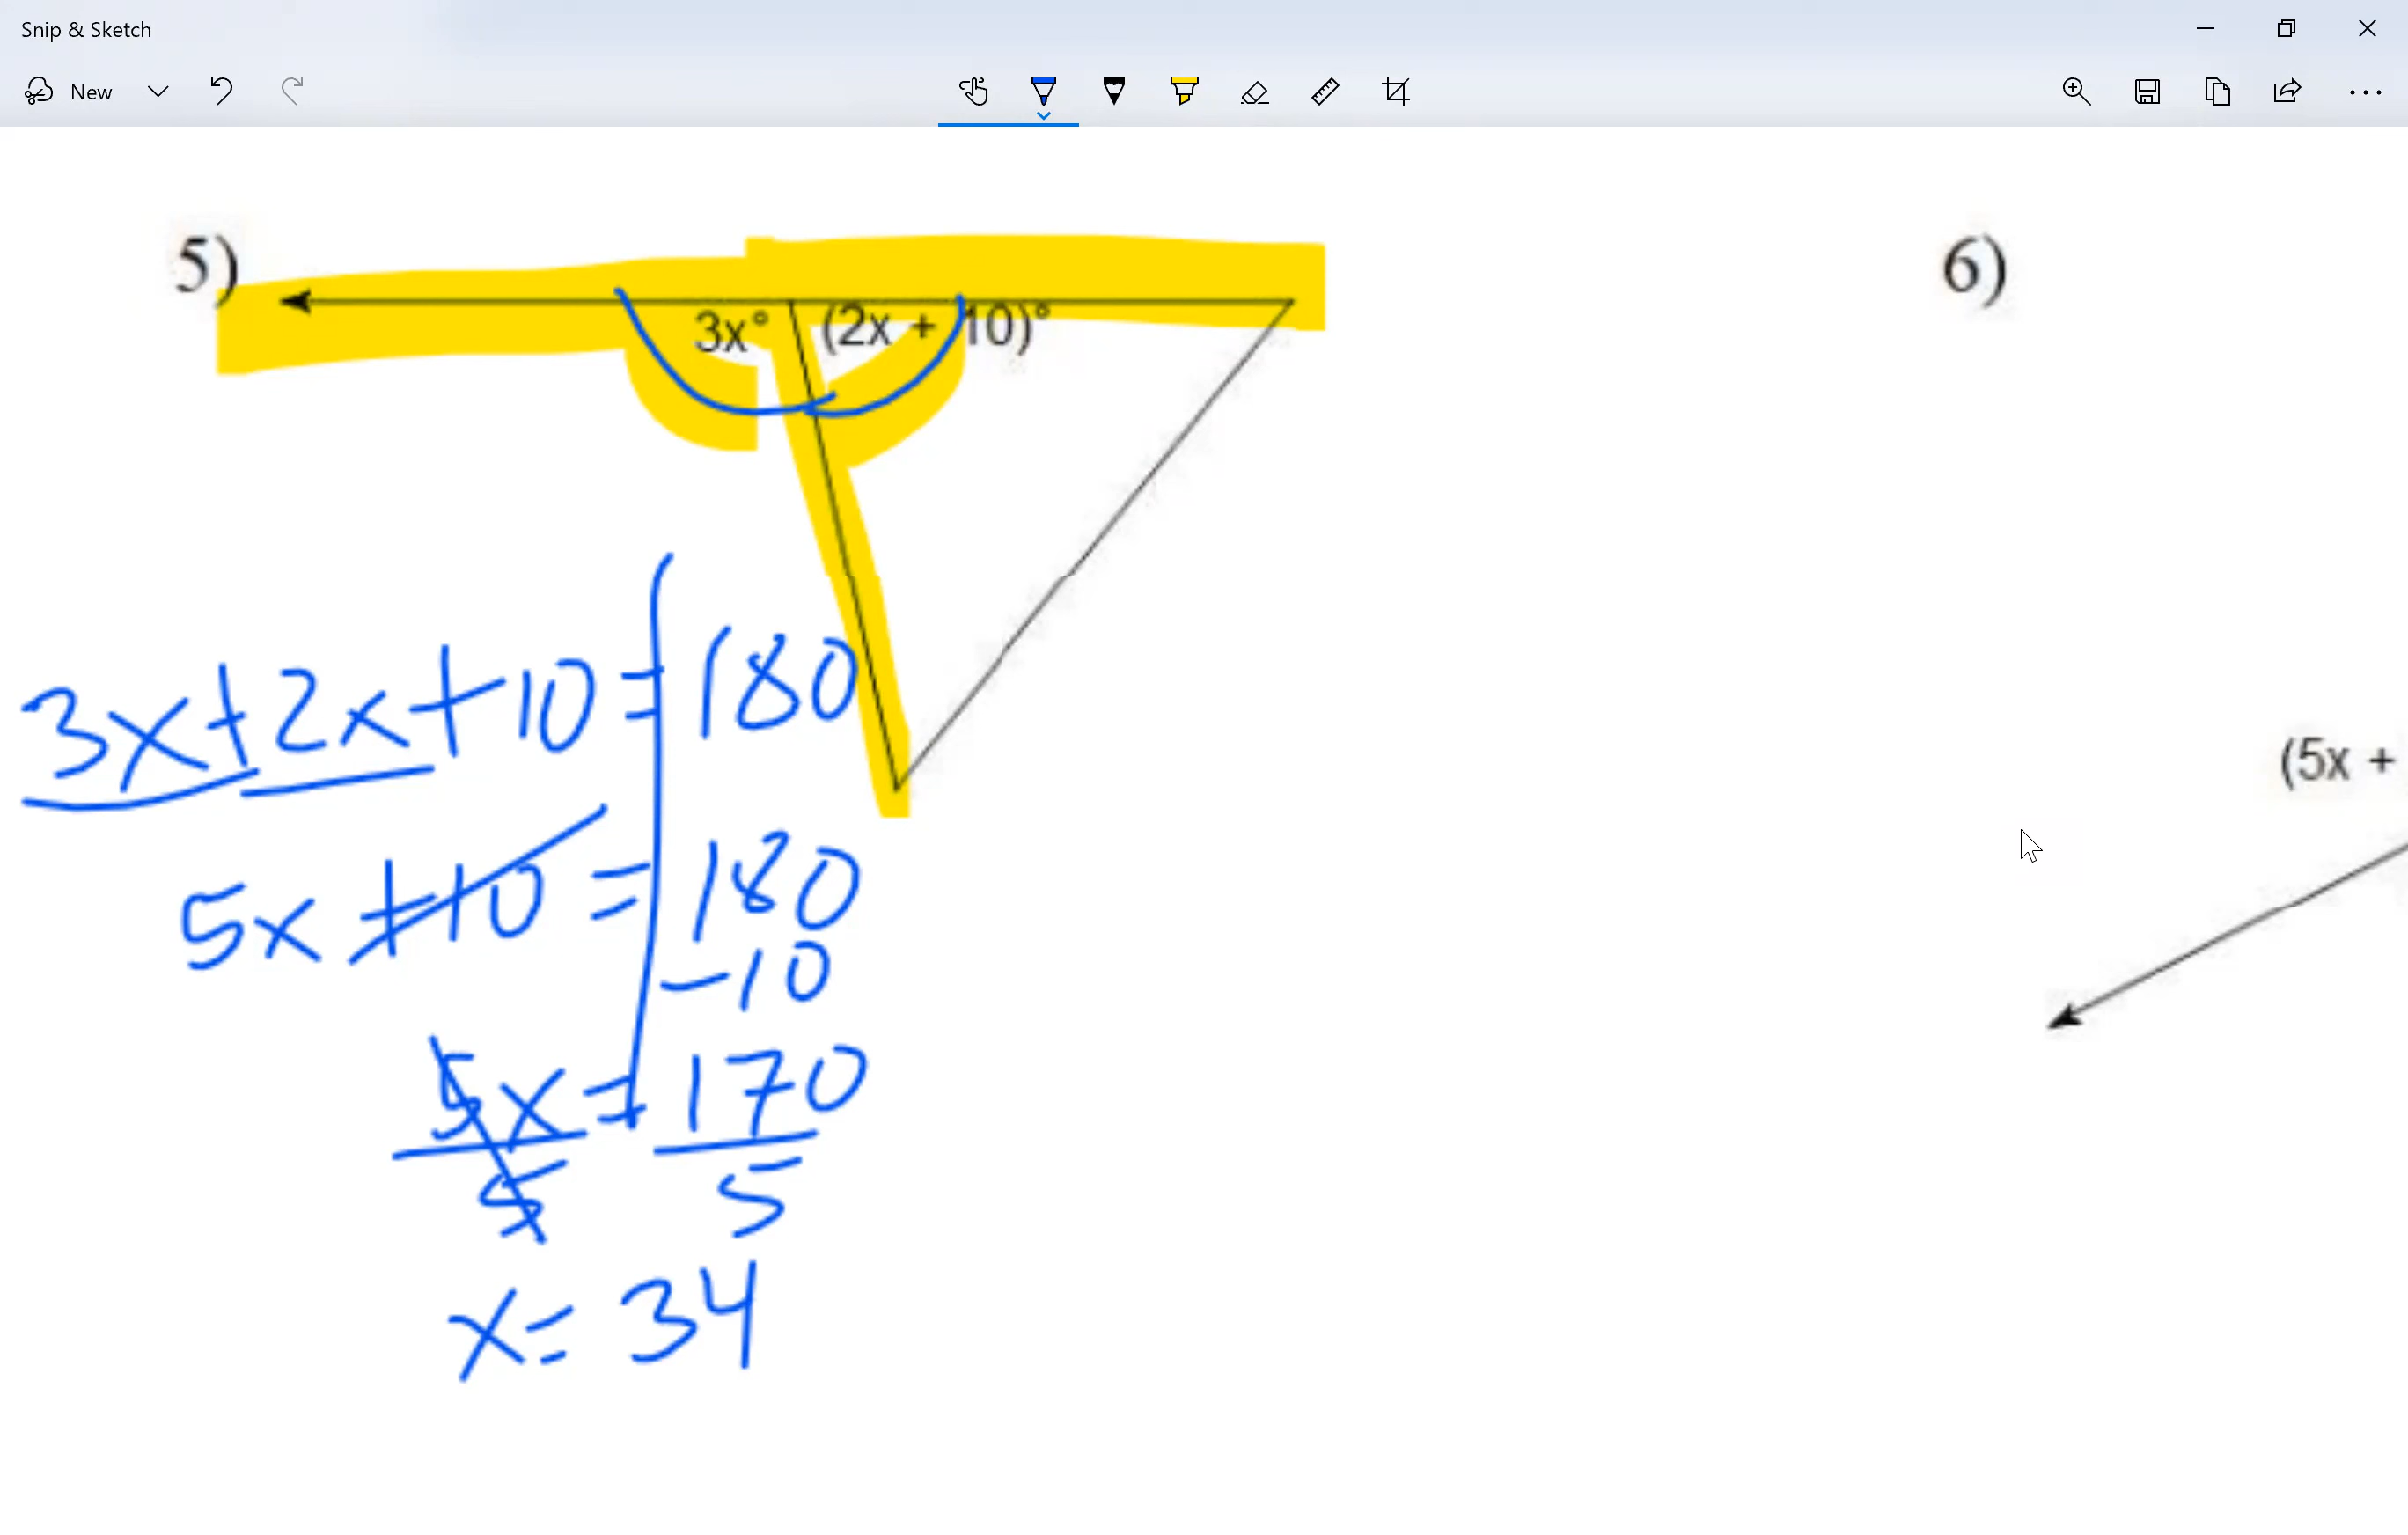 Snip & Sketch
New
5)
6)
3x° (2x + 10)°
3x+2x+10=180
(5x +
5x+10=180
-10
5x=170
5 5
x=34